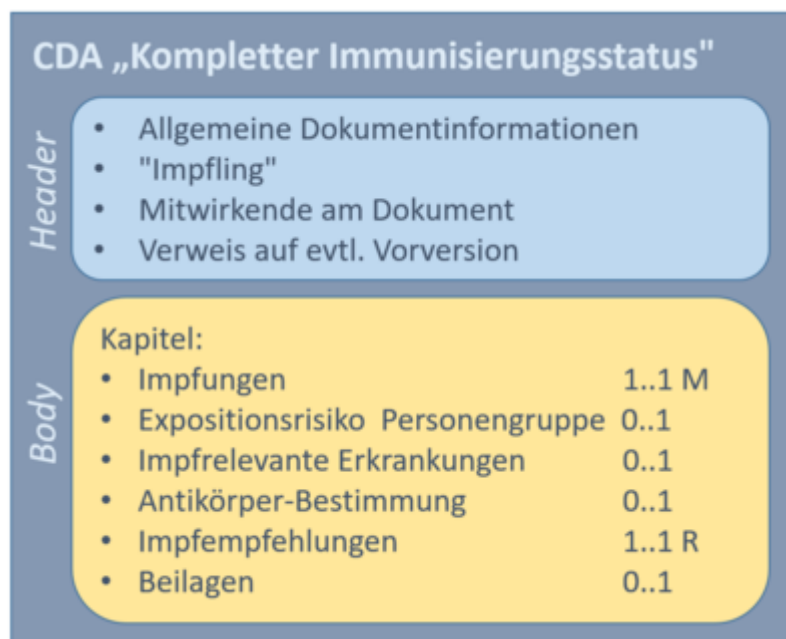 CDA „Kompletter Immunisierungsstatus"
Header
• Allgemeine Dokumentinformationen
• "Impfling"
• Mitwirkende am Dokument
• Verweis auf evtl. Vorversion
Body
Kapitel:
• Impfungen 1..1 M
• Expositionsrisiko Personengruppe 0..1
• Impfrelevante Erkrankungen 0..1
• Antikörper-Bestimmung 0..1
• Impfempfehlungen 1..1 R
• Beilagen 0..1